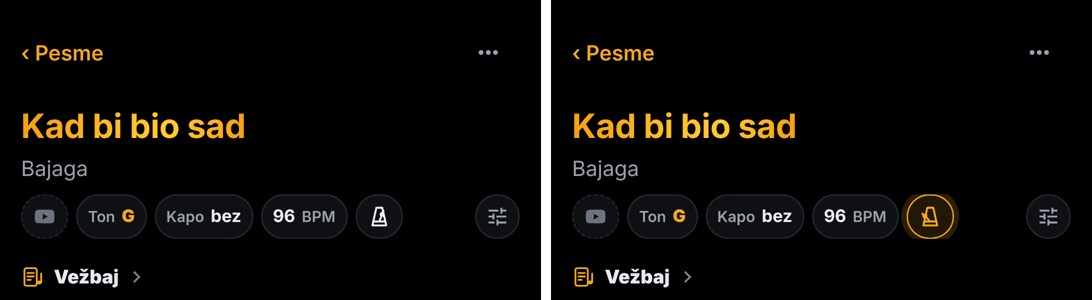 ‹ Pesme
Kad bi bio sad
Bajaga
Ton G Kapo bez 96 BPM
Vežbaj
‹ Pesme
Kad bi bio sad
Bajaga
Ton G Kapo bez 96 BPM
Vežbaj